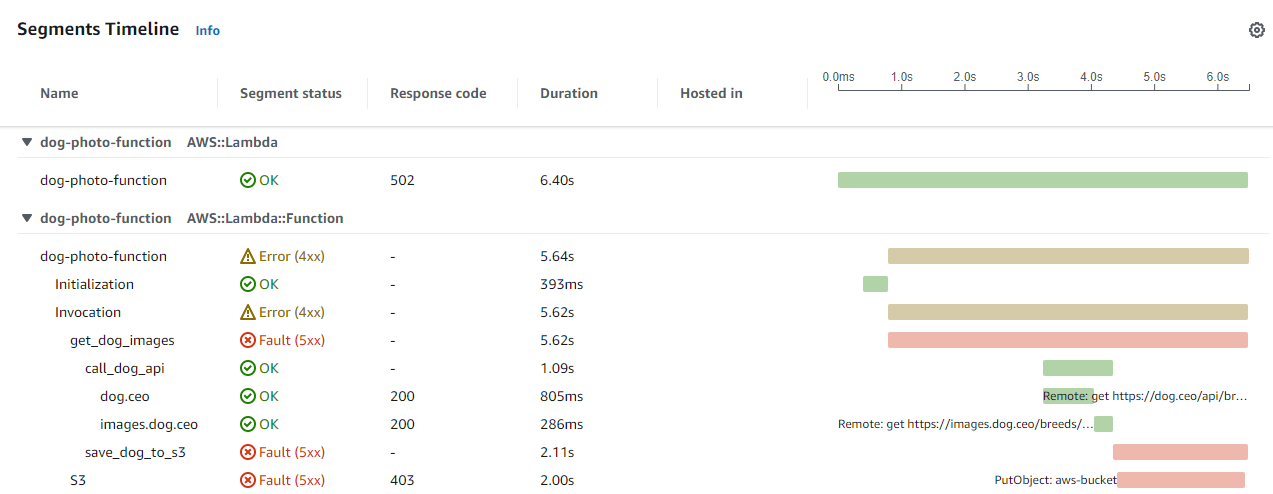 Segments Timeline Info
0.0ms 1.0s 2.0s 3.0s 4.0s 5.0s 6.0s
Name Segment status Response code Duration Hosted in
dog-photo-function AWS::Lambda
dog-photo-function OK 502 6.40s
dog-photo-function AWS::Lambda::Function
dog-photo-function Error (4xx) - 5.64s
Initialization OK - 393ms
Invocation Error (4xx) - 5.62s
get_dog_images Fault (5xx) - 5.62s
call_dog_api OK - 1.09s
dog.ceo OK 200 805ms Remote: get https://dog.ceo/api/br...
images.dog.ceo OK 200 286ms Remote: get https://images.dog.ceo/breeds/...
save_dog_to_s3 Fault (5xx) - 2.11s
S3 Fault (5xx) 403 2.00s PutObject: aws-bucket